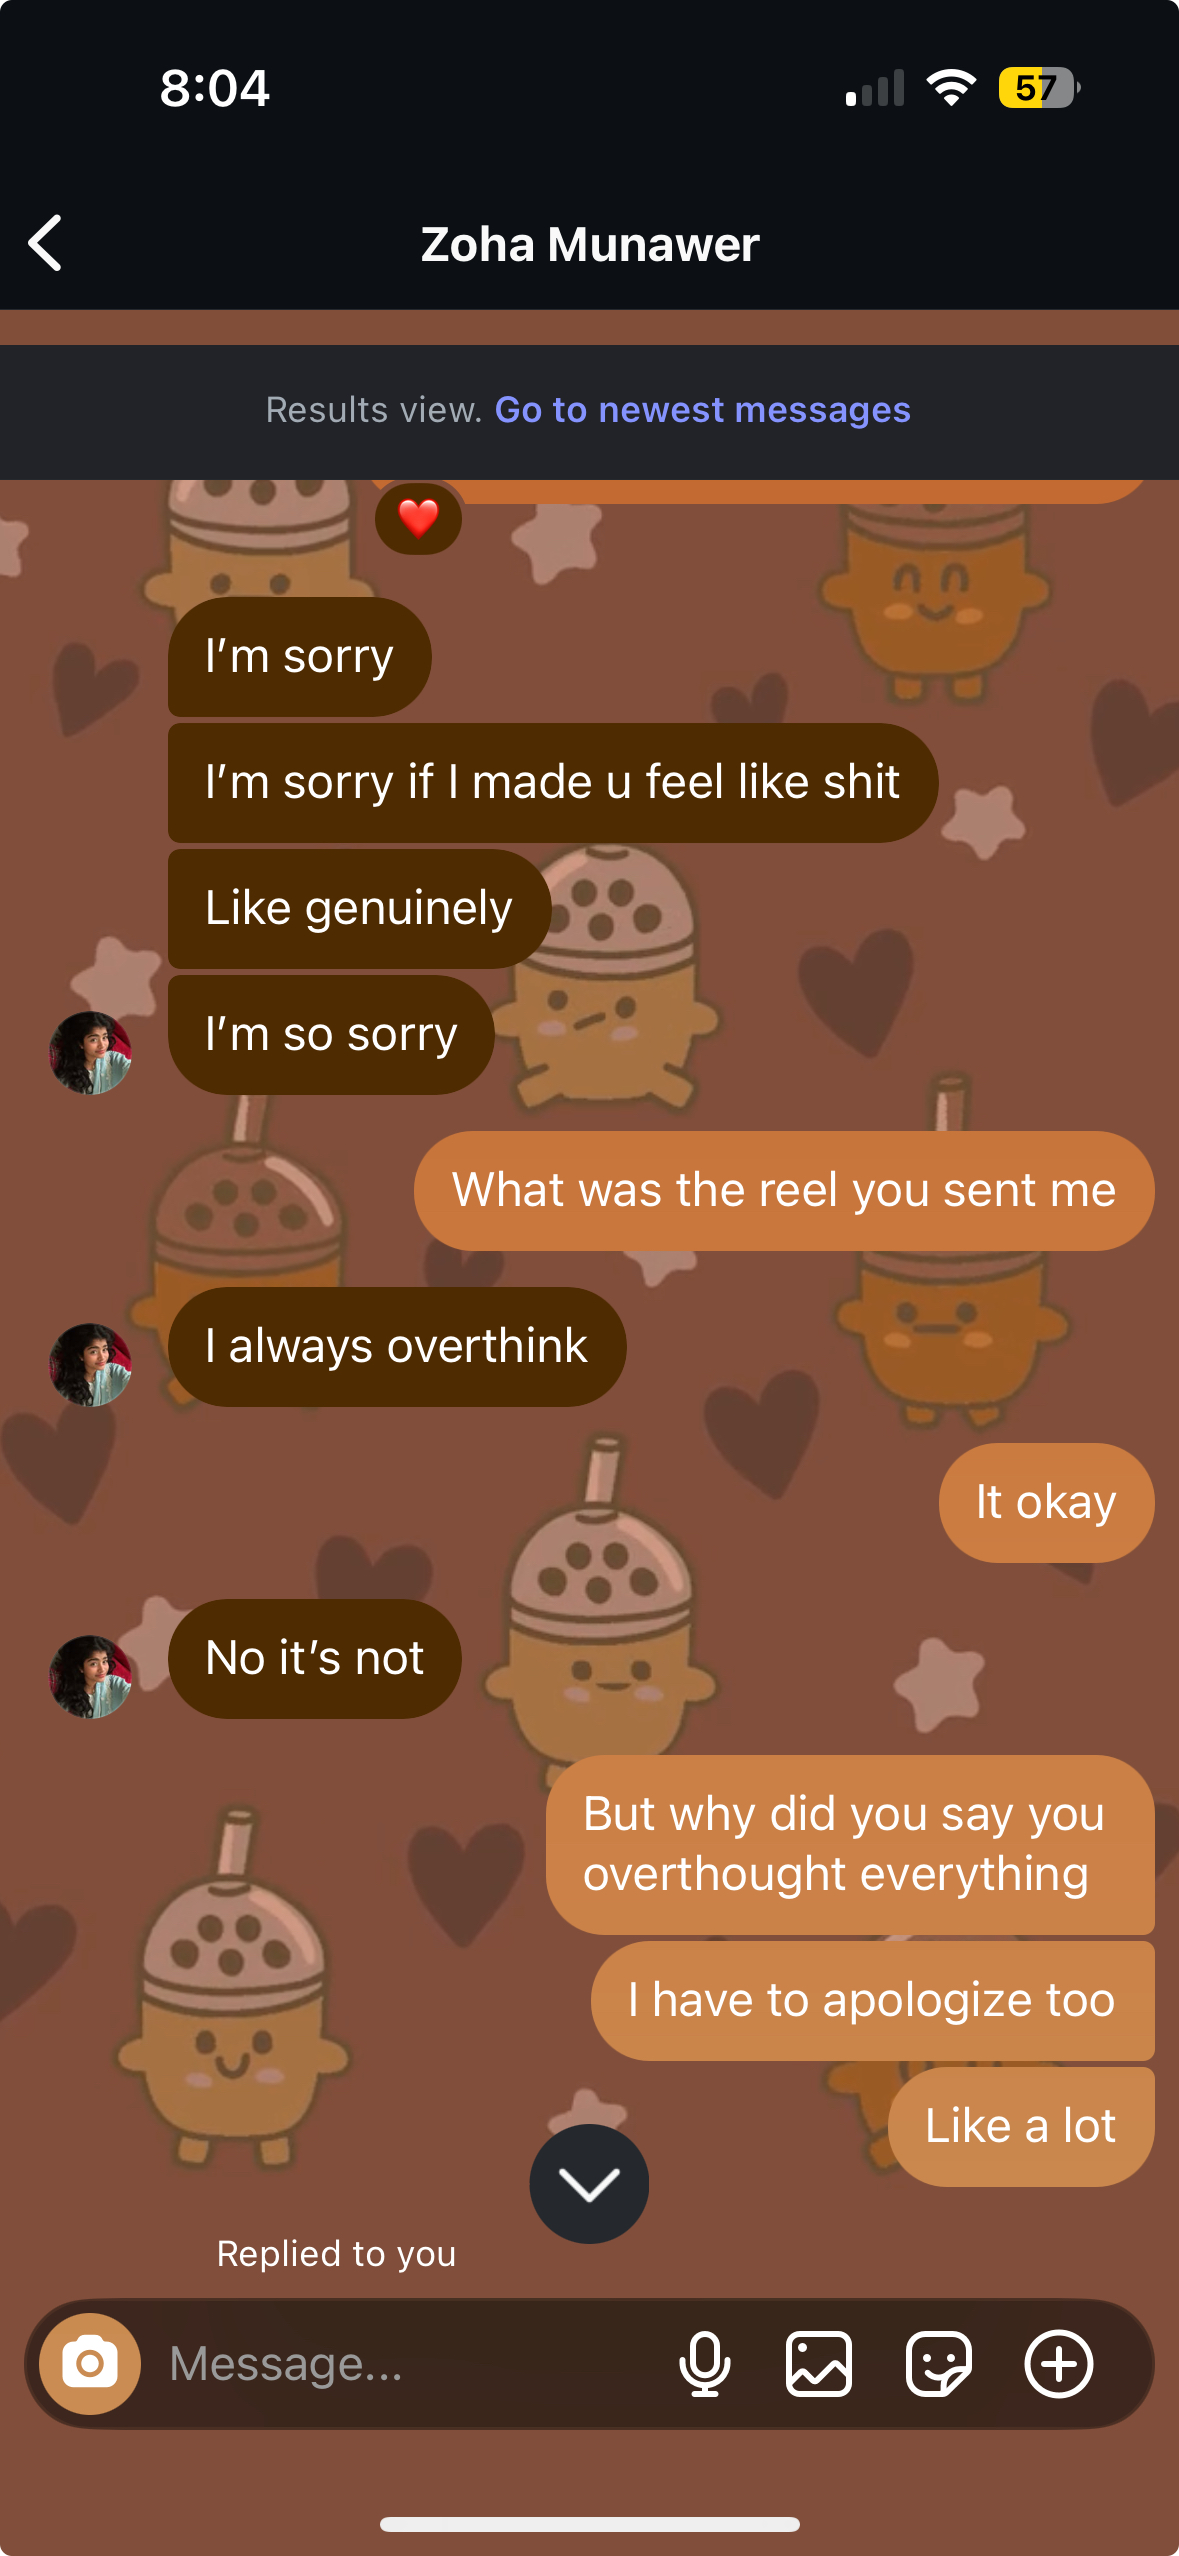 8:04
57
Zoha Munawer
Results view. Go to newest messages
I’m sorry
I’m sorry if I made u feel like shit
Like genuinely
I’m so sorry
What was the reel you sent me
I always overthink
It okay
No it’s not
But why did you say you
overthought everything
I have to apologize too
Like a lot
Replied to you
Message...